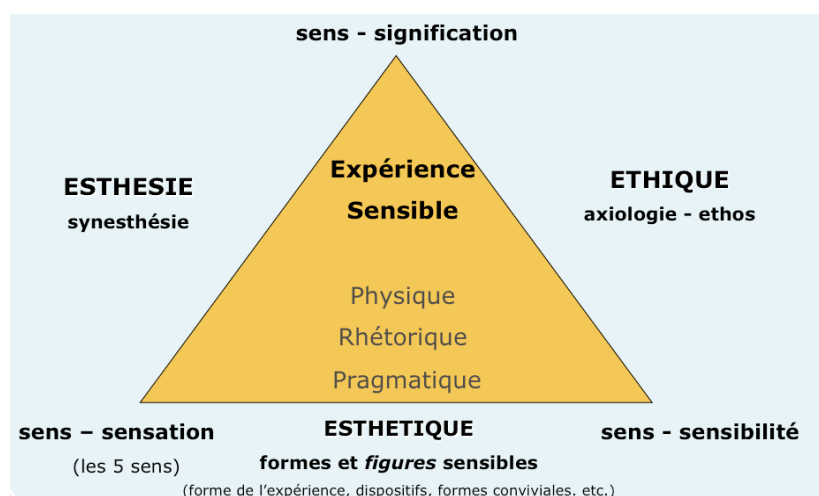 sens - signification
Expérience
Sensible
ESTHESIE
synesthésie
ETHIQUE
axiologie - ethos
Physique
Rhétorique
Pragmatique
sens – sensation
(les 5 sens)
ESTHETIQUE
formes et figures sensibles
(forme de l'expérience, dispositifs, formes conviviales, etc.)
sens - sensibilité